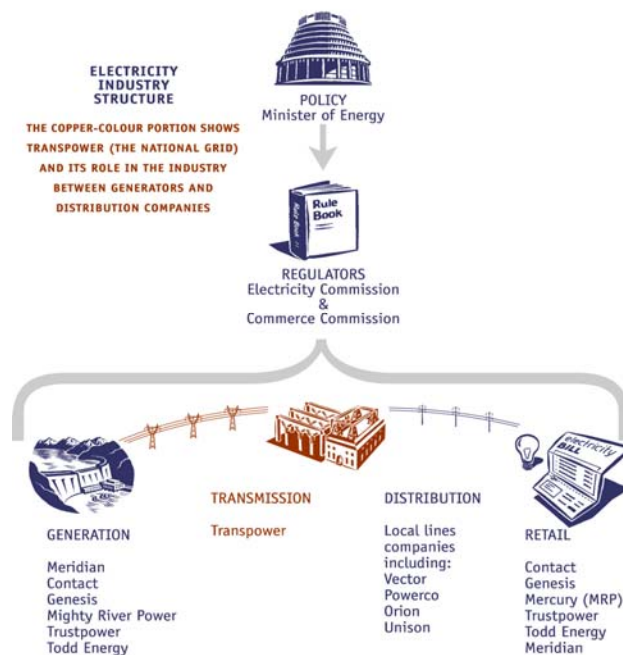 ELECTRICITY
INDUSTRY
STRUCTURE
THE COPPER-COLOUR PORTION SHOWS
TRANSPOWER (THE NATIONAL GRID)
AND ITS ROLE IN THE INDUSTRY
BETWEEN GENERATORS AND
DISTRIBUTION COMPANIES
POLICY
Minister of Energy
Rule
Book
Rule Book
REGULATORS
Electricity Commission
&
Commerce Commission
electricity
BILL
GENERATION
Meridian
Contact
Genesis
Mighty River Power
Trustpower
Todd Energy
TRANSMISSION
Transpower
DISTRIBUTION
Local lines
companies
including:
Vector
Powerco
Orion
Unison
RETAIL
Contact
Genesis
Mercury (MRP)
Trustpower
Todd Energy
Meridian